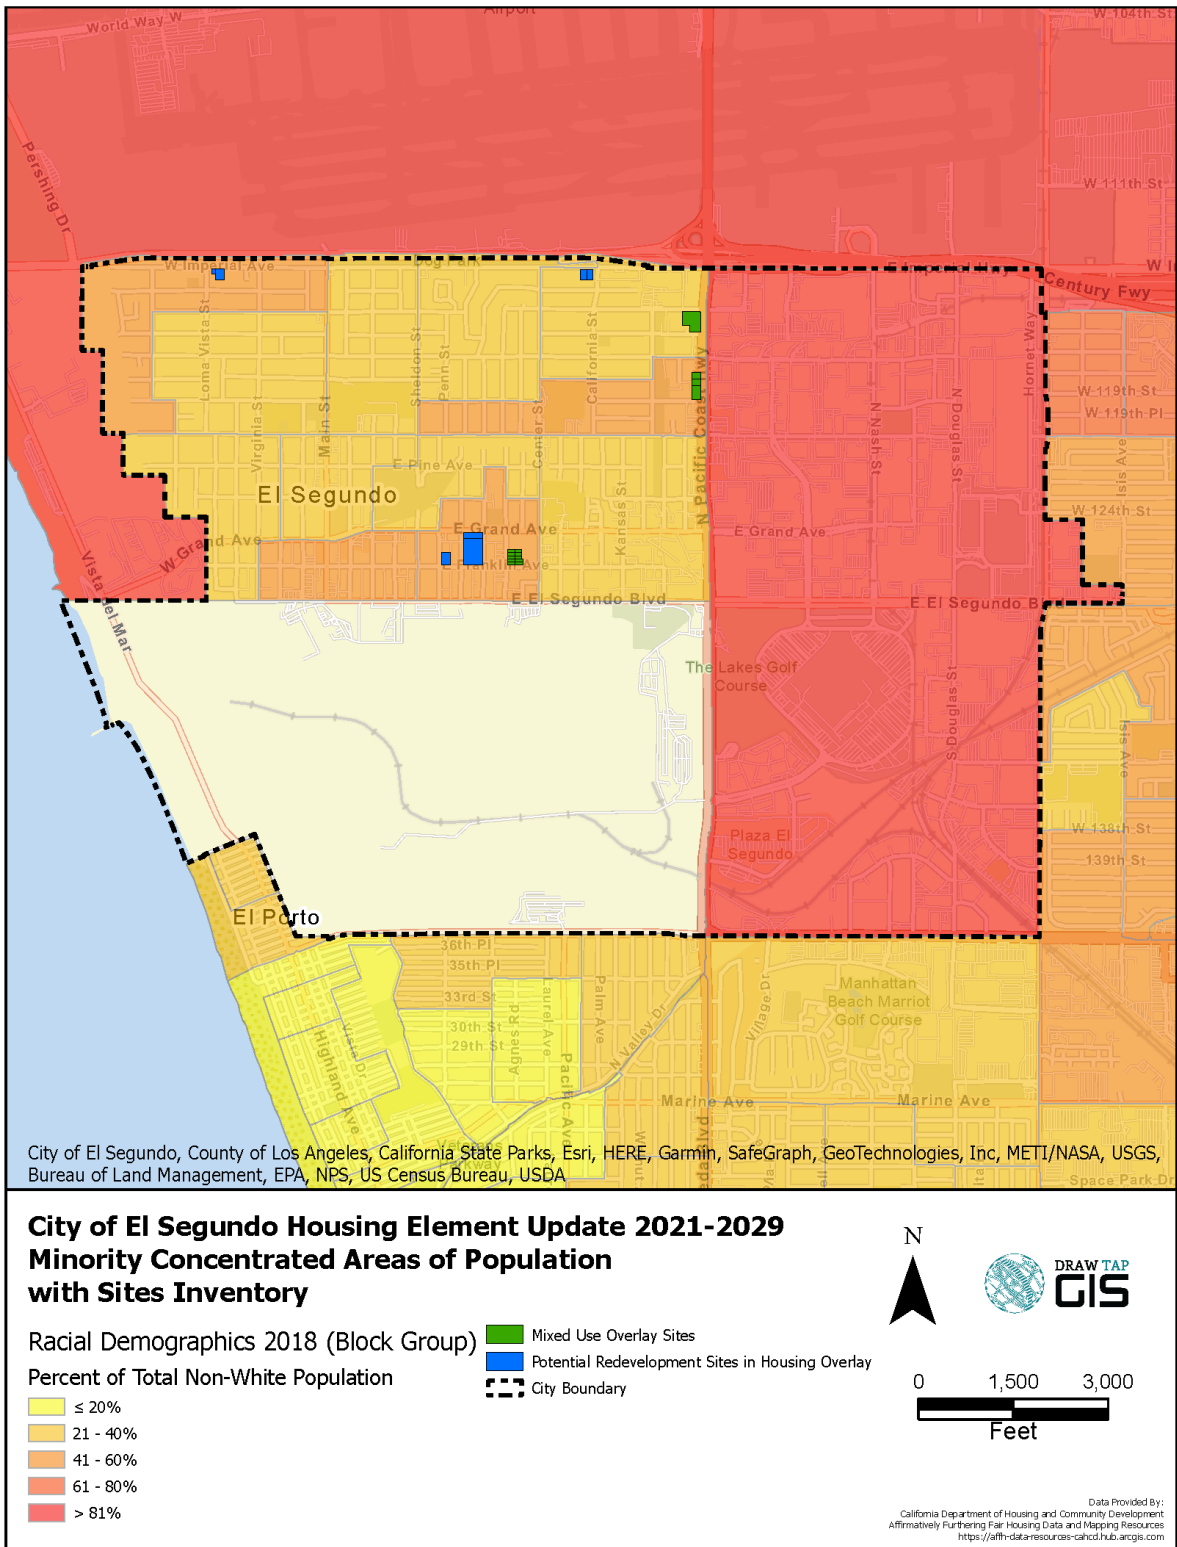 Airport
World Way W
W 104th St
Pershing Dr
W 111th St
W Imperial Ave
Dog Park
E Imperial Hwy
W I
Century Fwy
Loma Vista St
Sheldon St
Penn St
California St
Hornet Way
N Pacific Coast Hwy
W 119th St
W 119th Pl
Virginia St
Main St
Center St
N Nash St
N Douglas St
Isis Ave
E Pine Ave
El Segundo
Kansas St
W 124th St
W Grand Ave
E Grand Ave
E Grand Ave
E Franklin Ave
Vista del Mar
E El Segundo Blvd
E El Segundo Blvd
The Lakes Golf
Course
S Douglas St
Isis Ave
Plaza El
Segundo
W 138th St
139th St
El Porto
36th Pl
35th Pl
33rd St
30th St
29th St
Agnes Rd
Laurel Ave
Palm Ave
N Valley Dr
Village Dr
Manhattan
Beach Marriot
Golf Course
Vista Dr
Highland Ave
Pacific Ave
Marine Ave
Marine Ave
Veterans
Parkway
Space Park Dr
City of El Segundo, County of Los Angeles, California State Parks, Esri, HERE, Garmin, SafeGraph, GeoTechnologies, Inc, METI/NASA, USGS,
Bureau of Land Management, EPA, NPS, US Census Bureau, USDA
City of El Segundo Housing Element Update 2021-2029
Minority Concentrated Areas of Population
with Sites Inventory
Racial Demographics 2018 (Block Group)
Percent of Total Non-White Population
≤ 20%
21 - 40%
41 - 60%
61 - 80%
> 81%
Mixed Use Overlay Sites
Potential Redevelopment Sites in Housing Overlay
City Boundary
N
DRAW TAP
GIS
0 1,500 3,000
Feet
Data Provided By:
California Department of Housing and Community Development
Affirmatively Furthering Fair Housing Data and Mapping Resources
https://affh-data-resources-cahcd.hub.arcgis.com